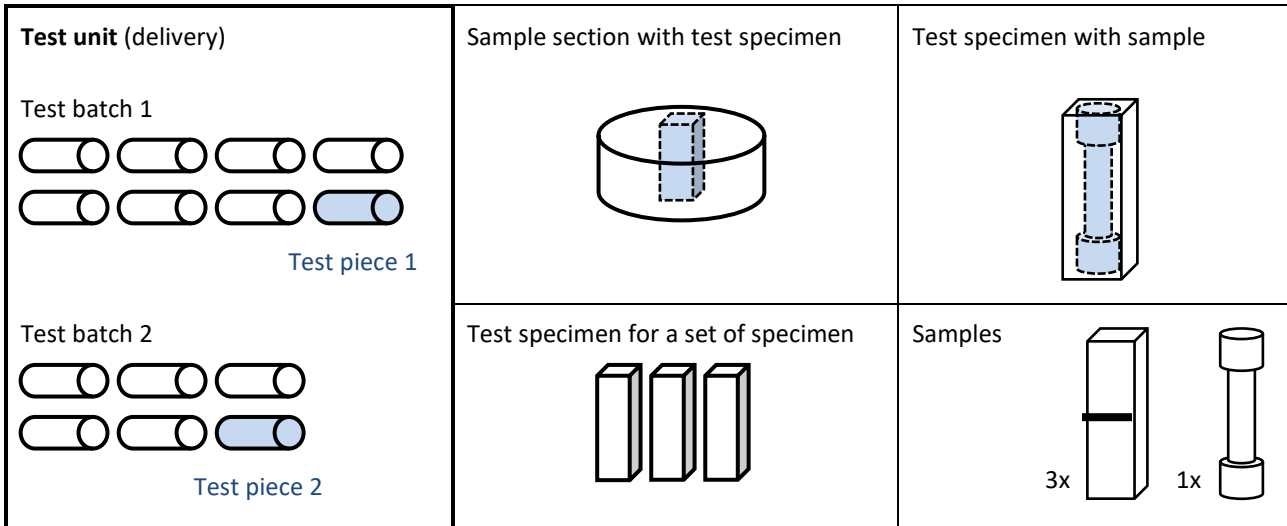 Test unit (delivery)
Test batch 1
Test piece 1
Test batch 2
Test piece 2
Sample section with test specimen
Test specimen with sample
Test specimen for a set of specimen
Samples
3x
1x